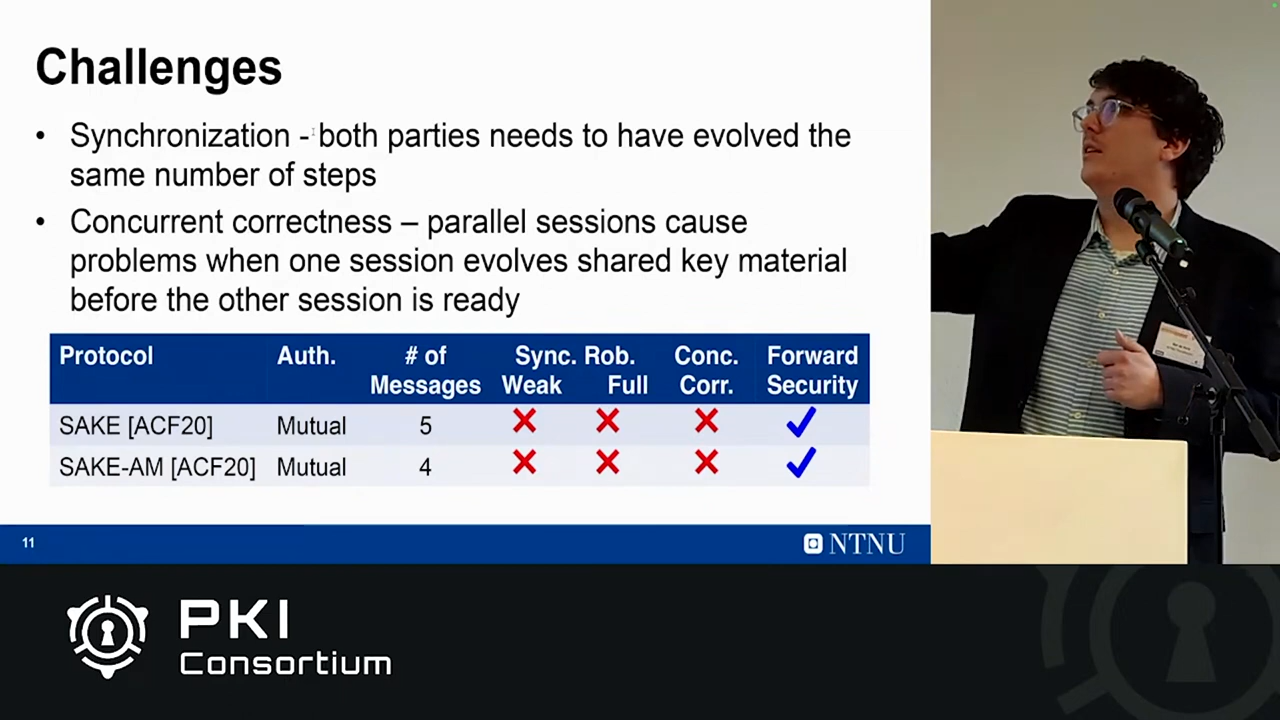 Challenges
• Synchronization - both parties needs to have evolved the
same number of steps
• Concurrent correctness – parallel sessions cause
problems when one session evolves shared key material
before the other session is ready
Protocol Auth. # of Messages Sync. Rob. Weak Full Conc. Corr. Forward Security
SAKE [ACF20] Mutual 5 ✗ ✗ ✗ ✓
SAKE-AM [ACF20] Mutual 4 ✗ ✗ ✗ ✓
11
NTNU
PKI
Consortium